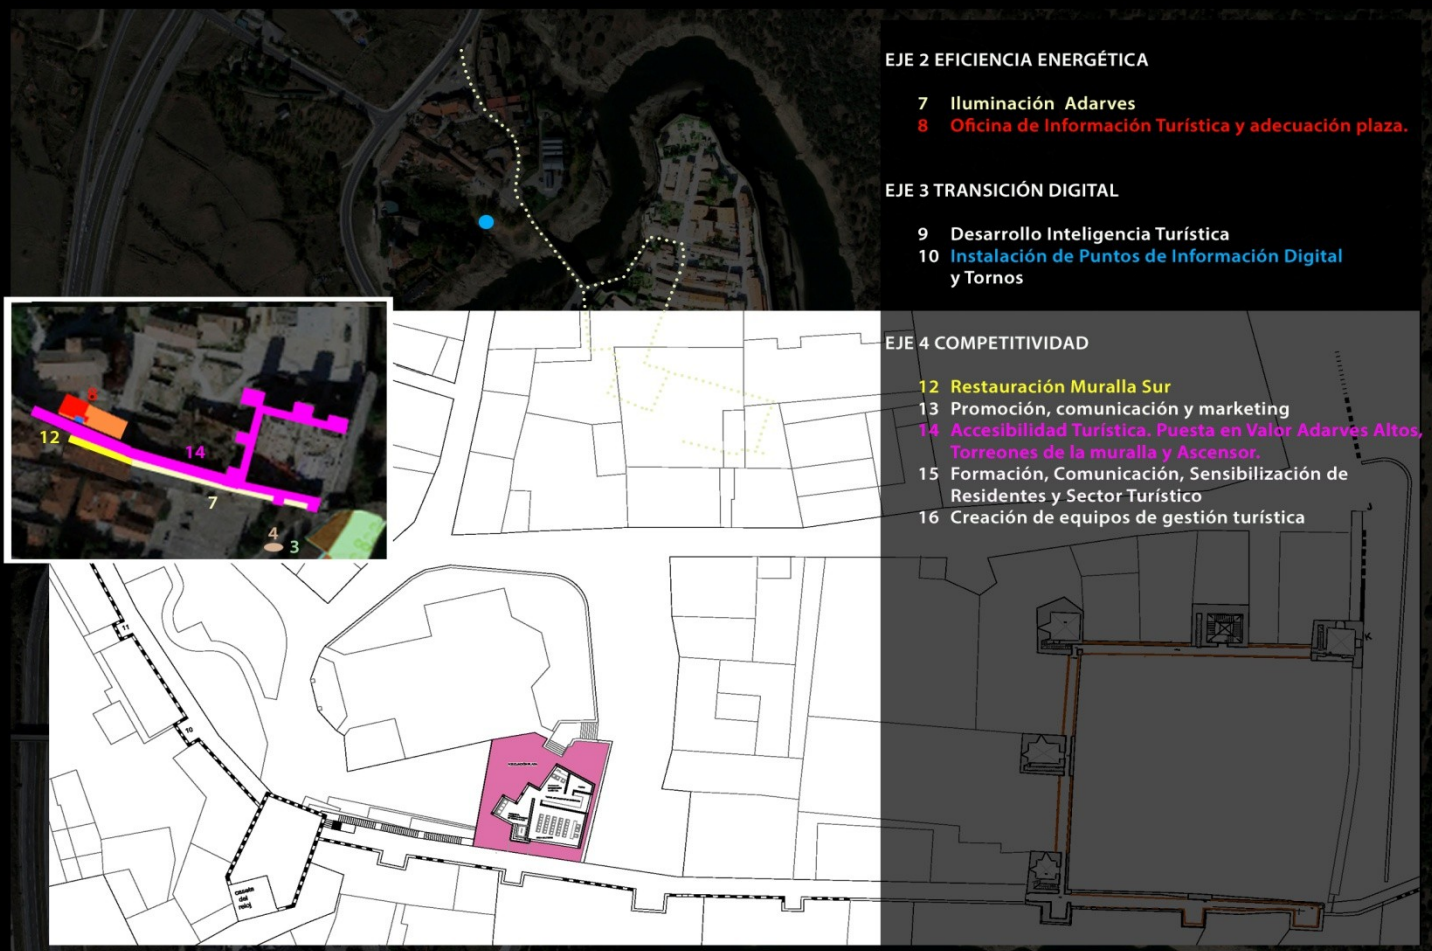 EJE 2 EFICIENCIA ENERGÉTICA
7 Iluminación Adarves
8 Oficina de Información Turística y adecuación plaza.
EJE 3 TRANSICIÓN DIGITAL
9 Desarrollo Inteligencia Turística
10 Instalación de Puntos de Información Digital
y Tornos
EJE 4 COMPETITIVIDAD
12 Restauración Muralla Sur
13 Promoción, comunicación y marketing
14 Accesibilidad Turística. Puesta en Valor Adarves Altos,
Torreones de la muralla y Ascensor.
15 Formación, Comunicación, Sensibilización de
Residentes y Sector Turístico
16 Creación de equipos de gestión turística
8
12
14
7
4
3
J
K
11
10
del
reloj